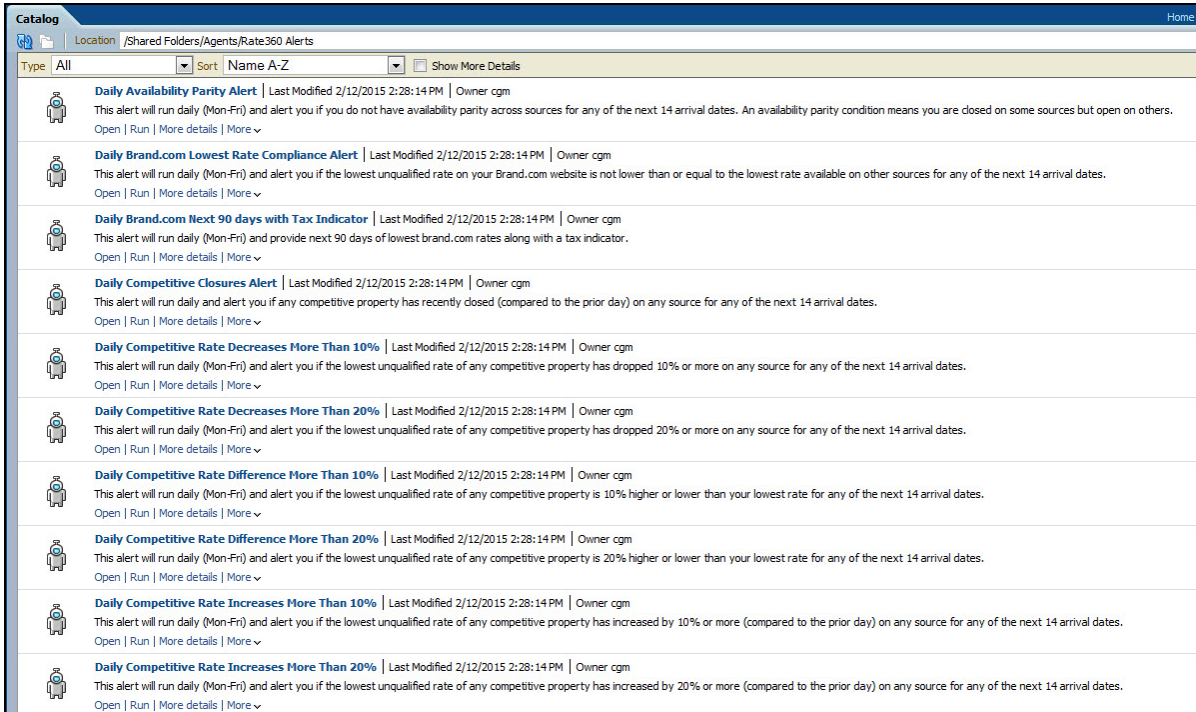 Catalog
Home
Location /Shared Folders/Agents/Rate360 Alerts
Type All Sort Name A-Z Show More Details
Daily Availability Parity Alert | Last Modified 2/12/2015 2:28:14 PM | Owner cgm
This alert will run daily (Mon-Fri) and alert you if you do not have availability parity across sources for any of the next 14 arrival dates. An availability parity condition means you are closed on some sources but open on others.
Open | Run | More details | More
Daily Brand.com Lowest Rate Compliance Alert | Last Modified 2/12/2015 2:28:14 PM | Owner cgm
This alert will run daily (Mon-Fri) and alert you if the lowest unqualified rate on your Brand.com website is not lower than or equal to the lowest rate available on other sources for any of the next 14 arrival dates.
Open | Run | More details | More
Daily Brand.com Next 90 days with Tax Indicator | Last Modified 2/12/2015 2:28:14 PM | Owner cgm
This alert will run daily (Mon-Fri) and provide next 90 days of lowest brand.com rates along with a tax indicator.
Open | Run | More details | More
Daily Competitive Closures Alert | Last Modified 2/12/2015 2:28:14 PM | Owner cgm
This alert will run daily and alert you if any competitive property has recently closed (compared to the prior day) on any source for any of the next 14 arrival dates.
Open | Run | More details | More
Daily Competitive Rate Decreases More Than 10% | Last Modified 2/12/2015 2:28:14 PM | Owner cgm
This alert will run daily (Mon-Fri) and alert you if the lowest unqualified rate of any competitive property has dropped 10% or more on any source for any of the next 14 arrival dates.
Open | Run | More details | More
Daily Competitive Rate Decreases More Than 20% | Last Modified 2/12/2015 2:28:14 PM | Owner cgm
This alert will run daily (Mon-Fri) and alert you if the lowest unqualified rate of any competitive property has dropped 20% or more on any source for any of the next 14 arrival dates.
Open | Run | More details | More
Daily Competitive Rate Difference More Than 10% | Last Modified 2/12/2015 2:28:14 PM | Owner cgm
This alert will run daily (Mon-Fri) and alert you if the lowest unqualified rate of any competitive property is 10% higher or lower than your lowest rate for any of the next 14 arrival dates.
Open | Run | More details | More
Daily Competitive Rate Difference More Than 20% | Last Modified 2/12/2015 2:28:14 PM | Owner cgm
This alert will run daily (Mon-Fri) and alert you if the lowest unqualified rate of any competitive property is 20% higher or lower than your lowest rate for any of the next 14 arrival dates.
Open | Run | More details | More
Daily Competitive Rate Increases More Than 10% | Last Modified 2/12/2015 2:28:14 PM | Owner cgm
This alert will run daily (Mon-Fri) and alert you if the lowest unqualified rate of any competitive property has increased by 10% or more (compared to the prior day) on any source for any of the next 14 arrival dates.
Open | Run | More details | More
Daily Competitive Rate Increases More Than 20% | Last Modified 2/12/2015 2:28:14 PM | Owner cgm
This alert will run daily (Mon-Fri) and alert you if the lowest unqualified rate of any competitive property has increased by 20% or more (compared to the prior day) on any source for any of the next 14 arrival dates.
Open | Run | More details | More